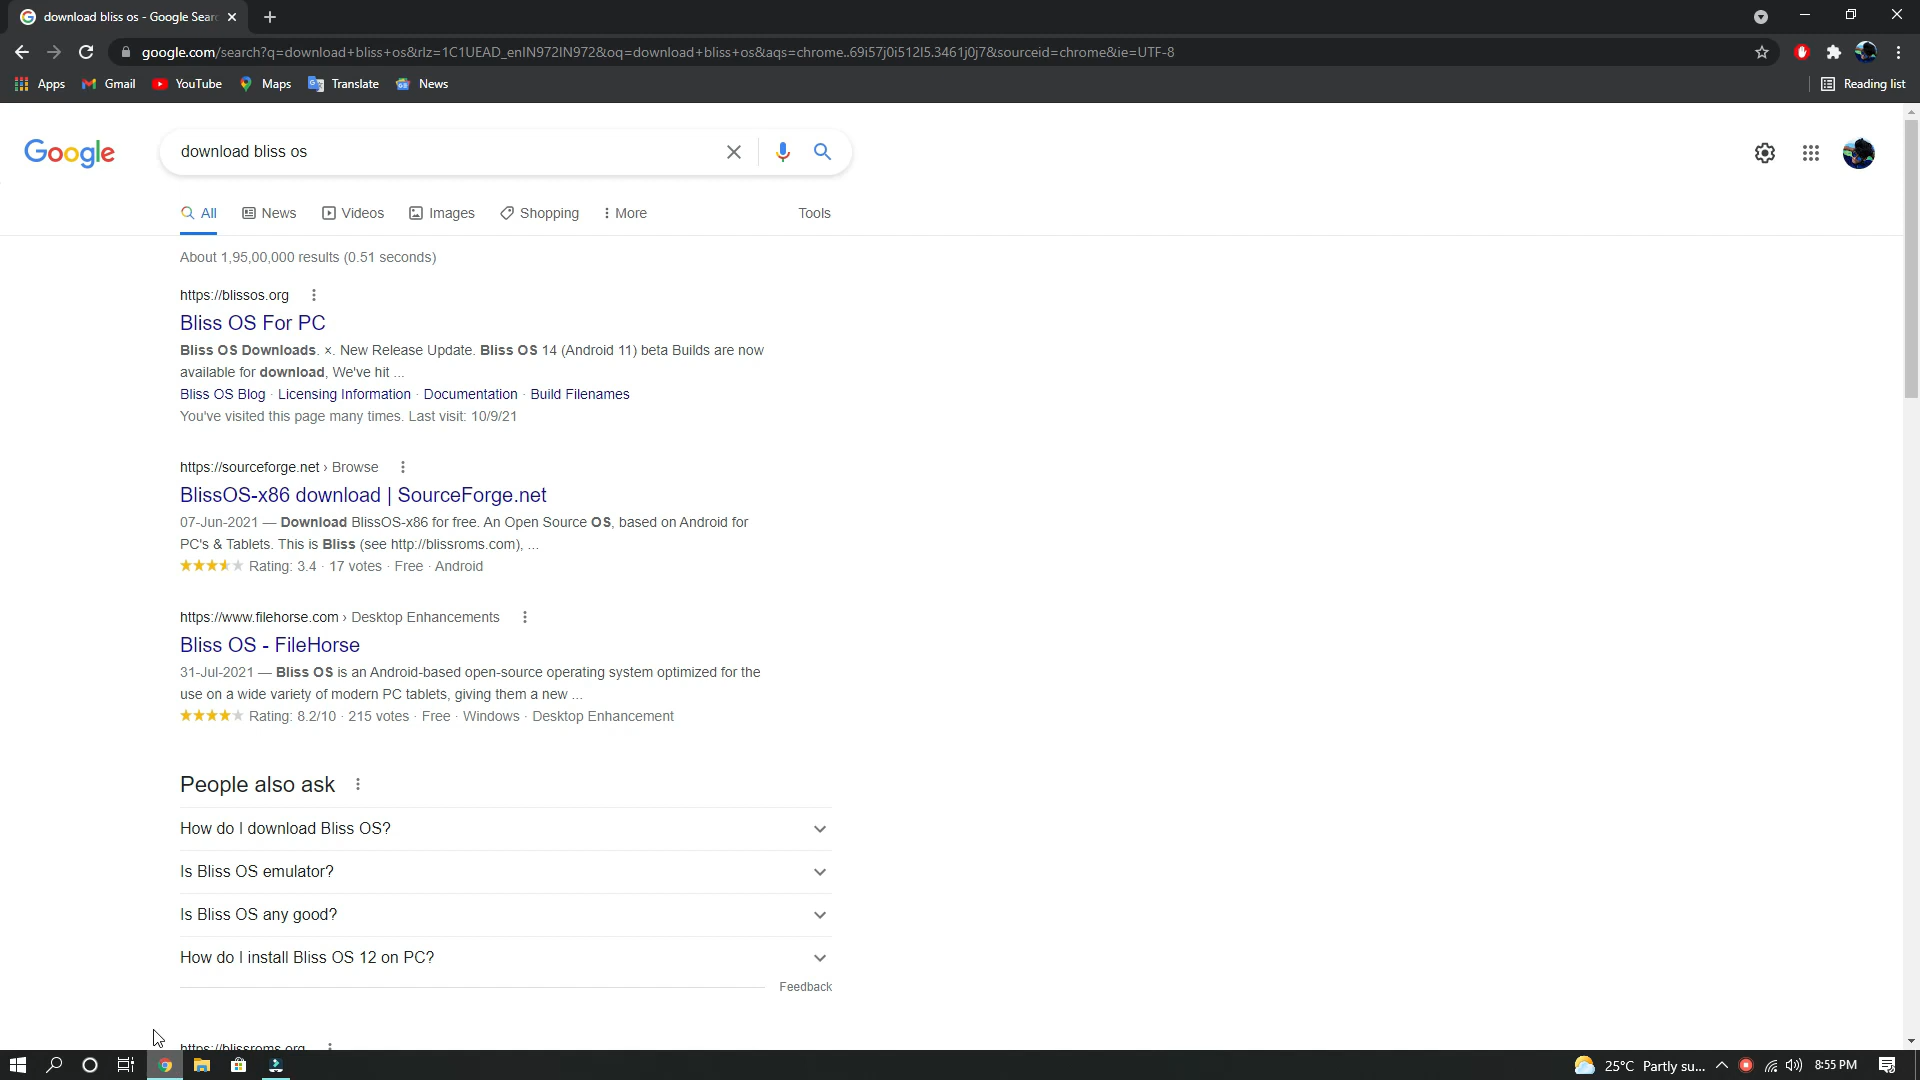 download bliss os - Google Sear
google.com/search?q=download+bliss+os&rlz=1C1UEAD_enIN972IN972&oq=download+bliss+os&aqs=chrome..69i57j0i512l5.3461j0j7&sourceid=chrome&ie=UTF-8
Apps Gmail YouTube Maps Translate News Reading list
Google
download bliss os
All News Videos Images Shopping More Tools
About 1,95,00,000 results (0.51 seconds)
https://blissos.org
Bliss OS For PC
Bliss OS Downloads. ×. New Release Update. Bliss OS 14 (Android 11) beta Builds are now
available for download, We've hit ...
Bliss OS Blog · Licensing Information · Documentation · Build Filenames
You've visited this page many times. Last visit: 10/9/21
https://sourceforge.net › Browse
BlissOS-x86 download | SourceForge.net
07-Jun-2021 — Download BlissOS-x86 for free. An Open Source OS, based on Android for
PC's & Tablets. This is Bliss (see http://blissroms.com), ...
Rating: 3.4 · 17 votes · Free · Android
https://www.filehorse.com › Desktop Enhancements
Bliss OS - FileHorse
31-Jul-2021 — Bliss OS is an Android-based open-source operating system optimized for the
use on a wide variety of modern PC tablets, giving them a new ...
Rating: 8.2/10 · 215 votes · Free · Windows · Desktop Enhancement
People also ask
How do I download Bliss OS?
Is Bliss OS emulator?
Is Bliss OS any good?
How do I install Bliss OS 12 on PC?
Feedback
https://blissroms.org
25°C Partly su... 8:55 PM